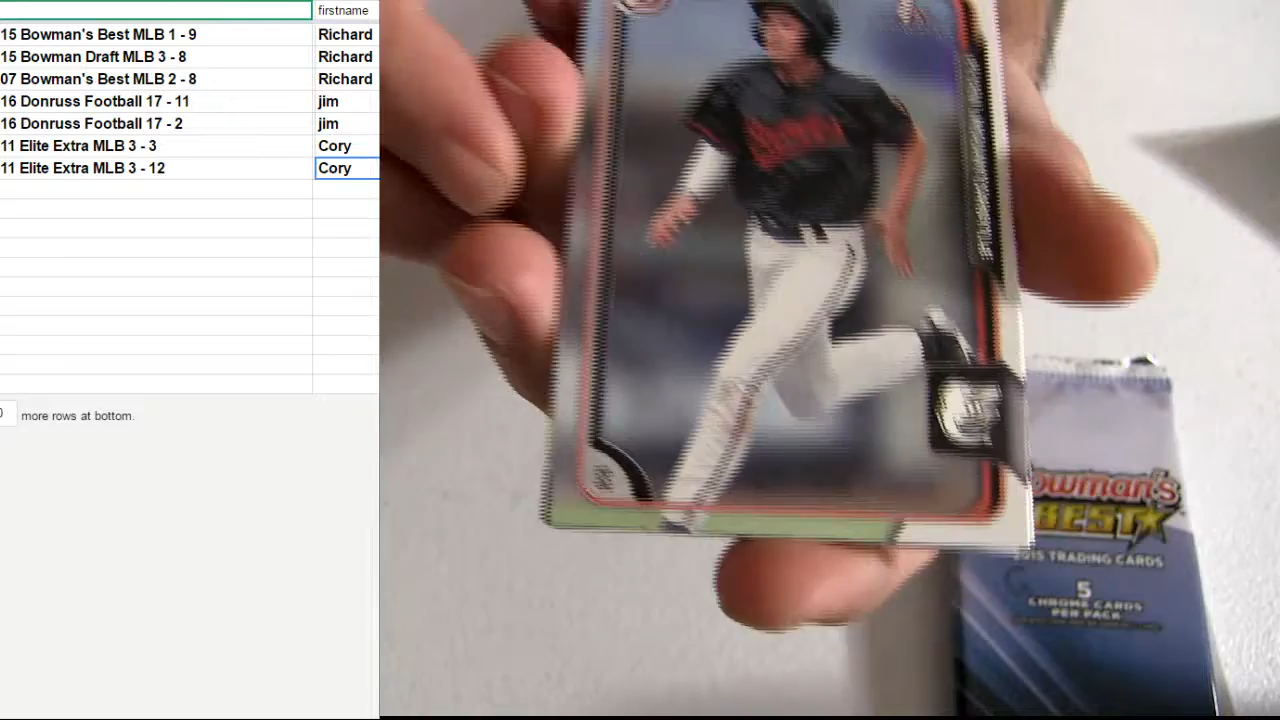 firstname
15 Bowman's Best MLB 1 - 9 Richard
15 Bowman Draft MLB 3 - 8 Richard
07 Bowman's Best MLB 2 - 8 Richard
16 Donruss Football 17 - 11 jim
16 Donruss Football 17 - 2 jim
11 Elite Extra MLB 3 - 3 Cory
11 Elite Extra MLB 3 - 12 Cory
0 more rows at bottom.
owman's
BEST
2015 TRADING CARDS
5
CHROME CARDS
PER PACK